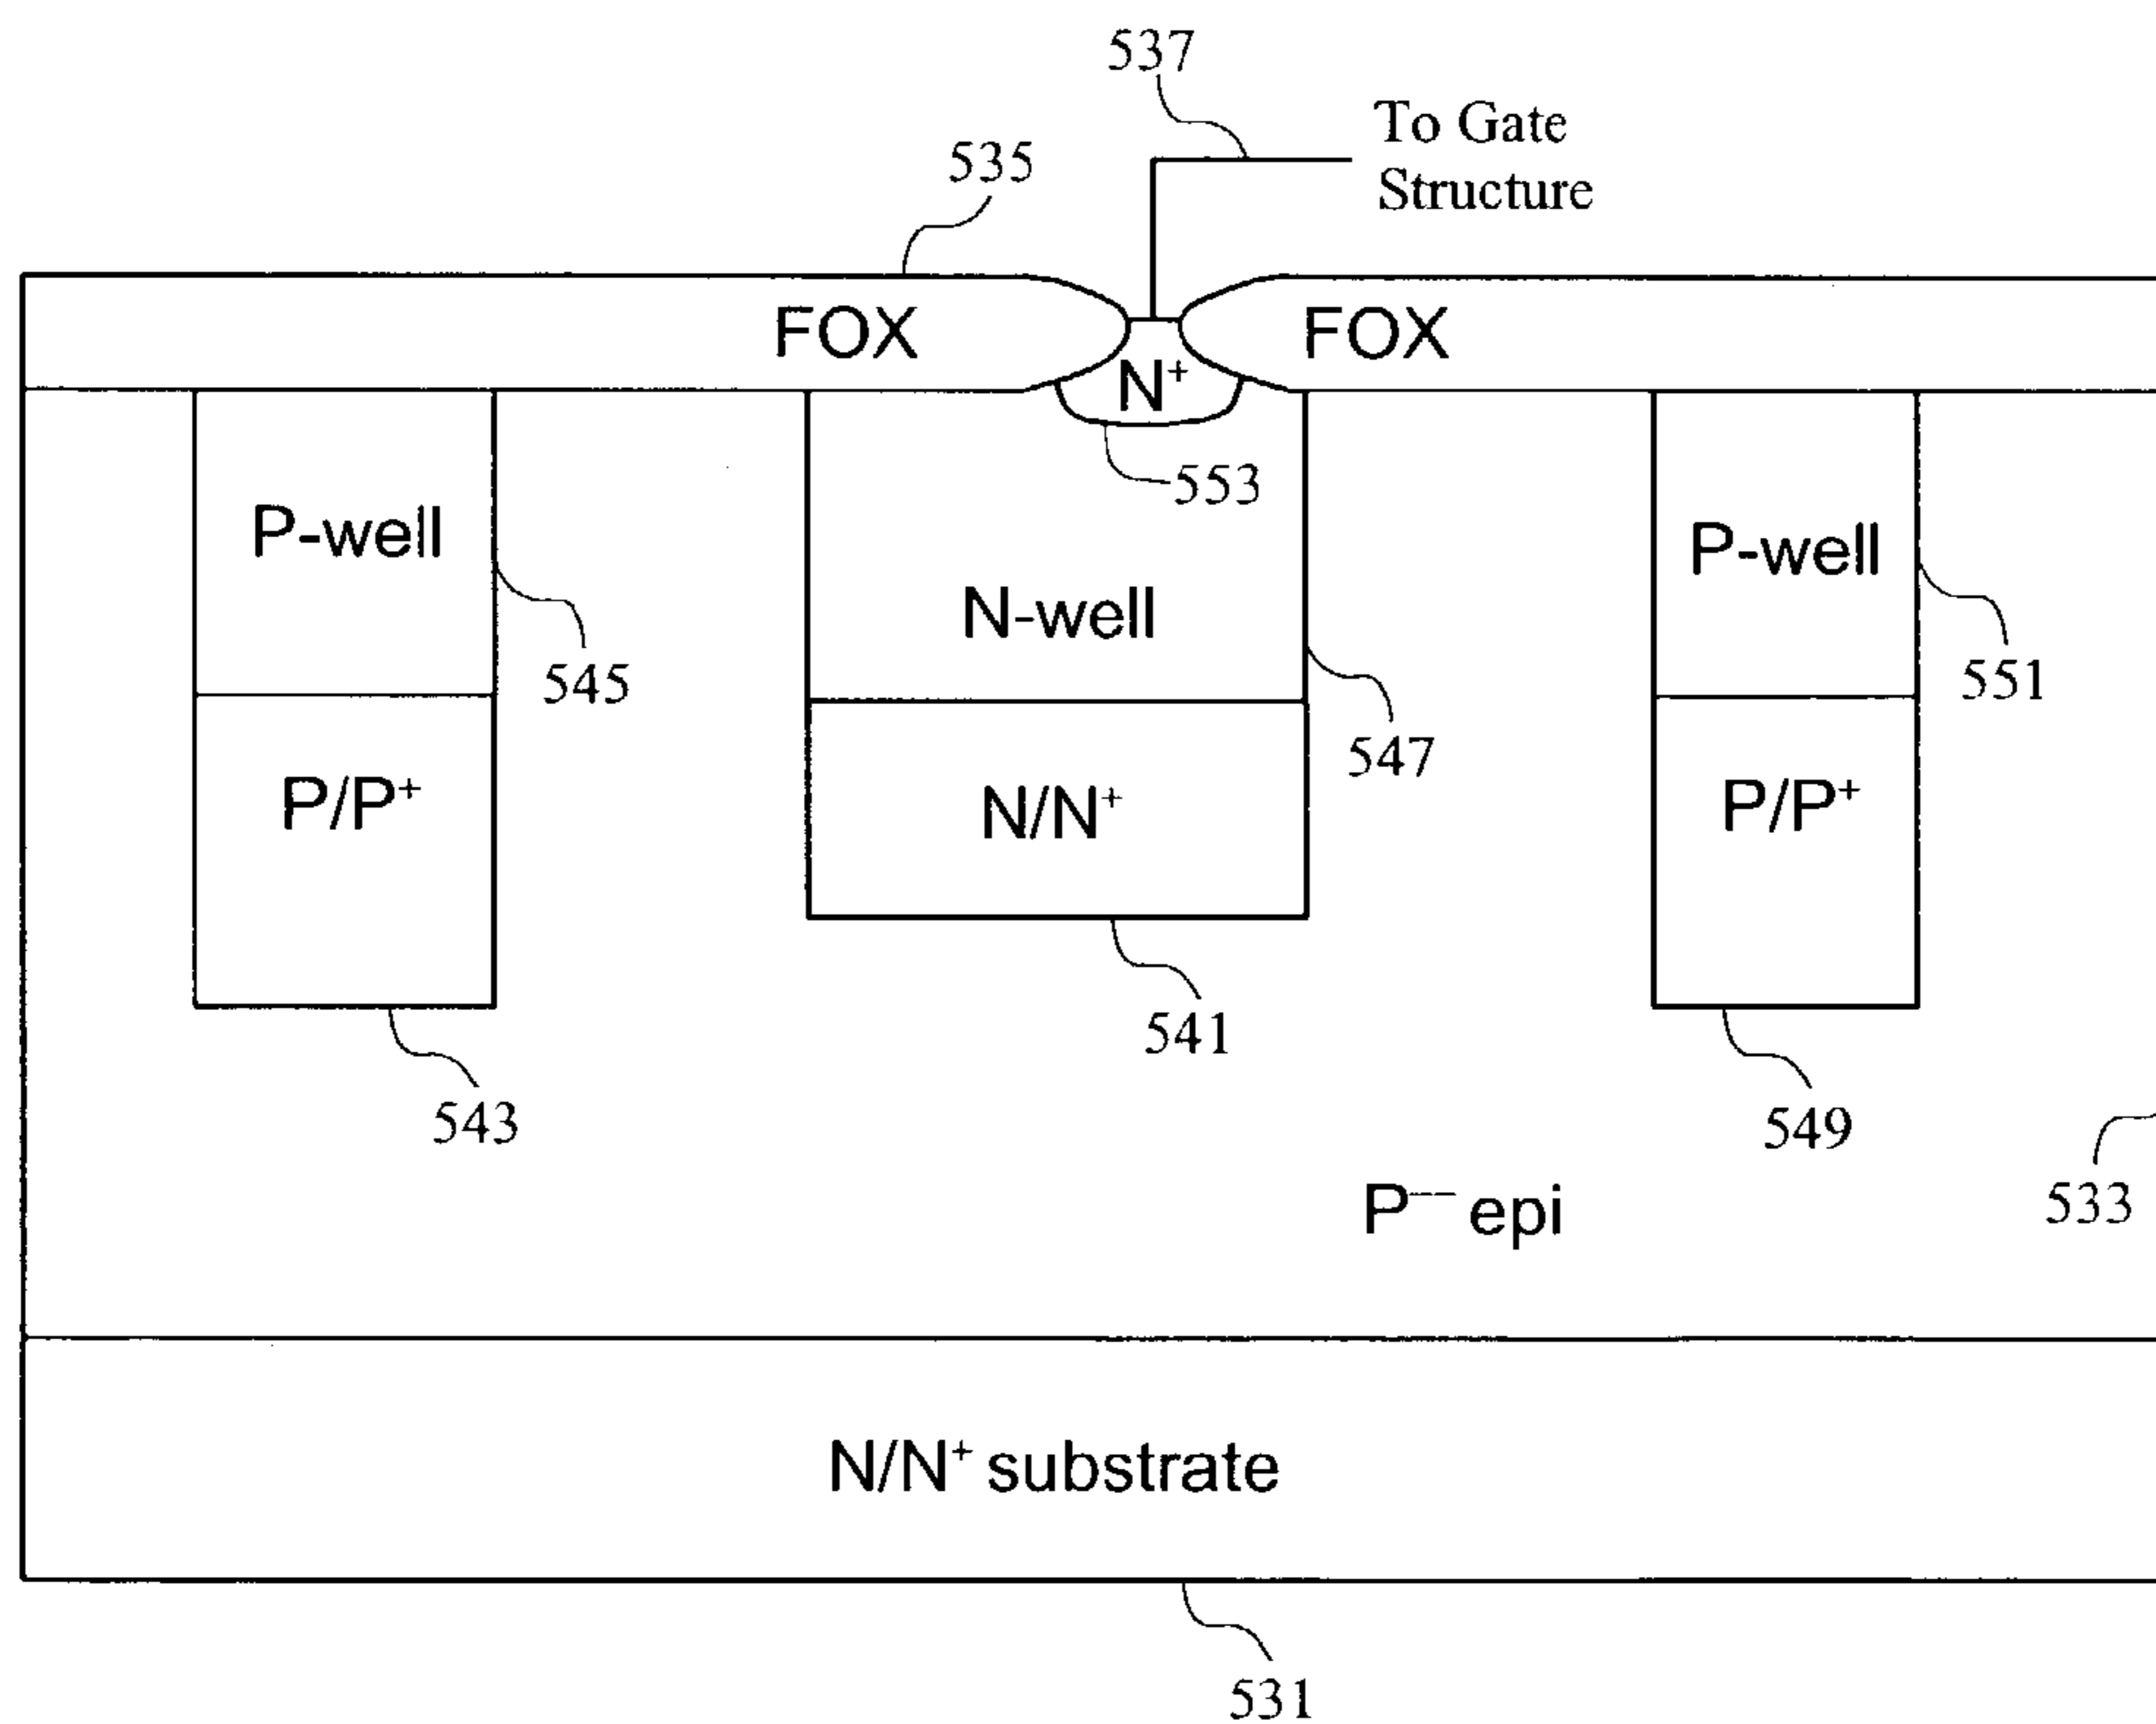 537
To Gate
Structure
535
FOX
FOX
N⁺
553
P-well
P-well
N-well
545
551
547
P/P⁺
N/N⁺
P/P⁺
541
543
549
P⁻⁻ epi
533
N/N⁺ substrate
531